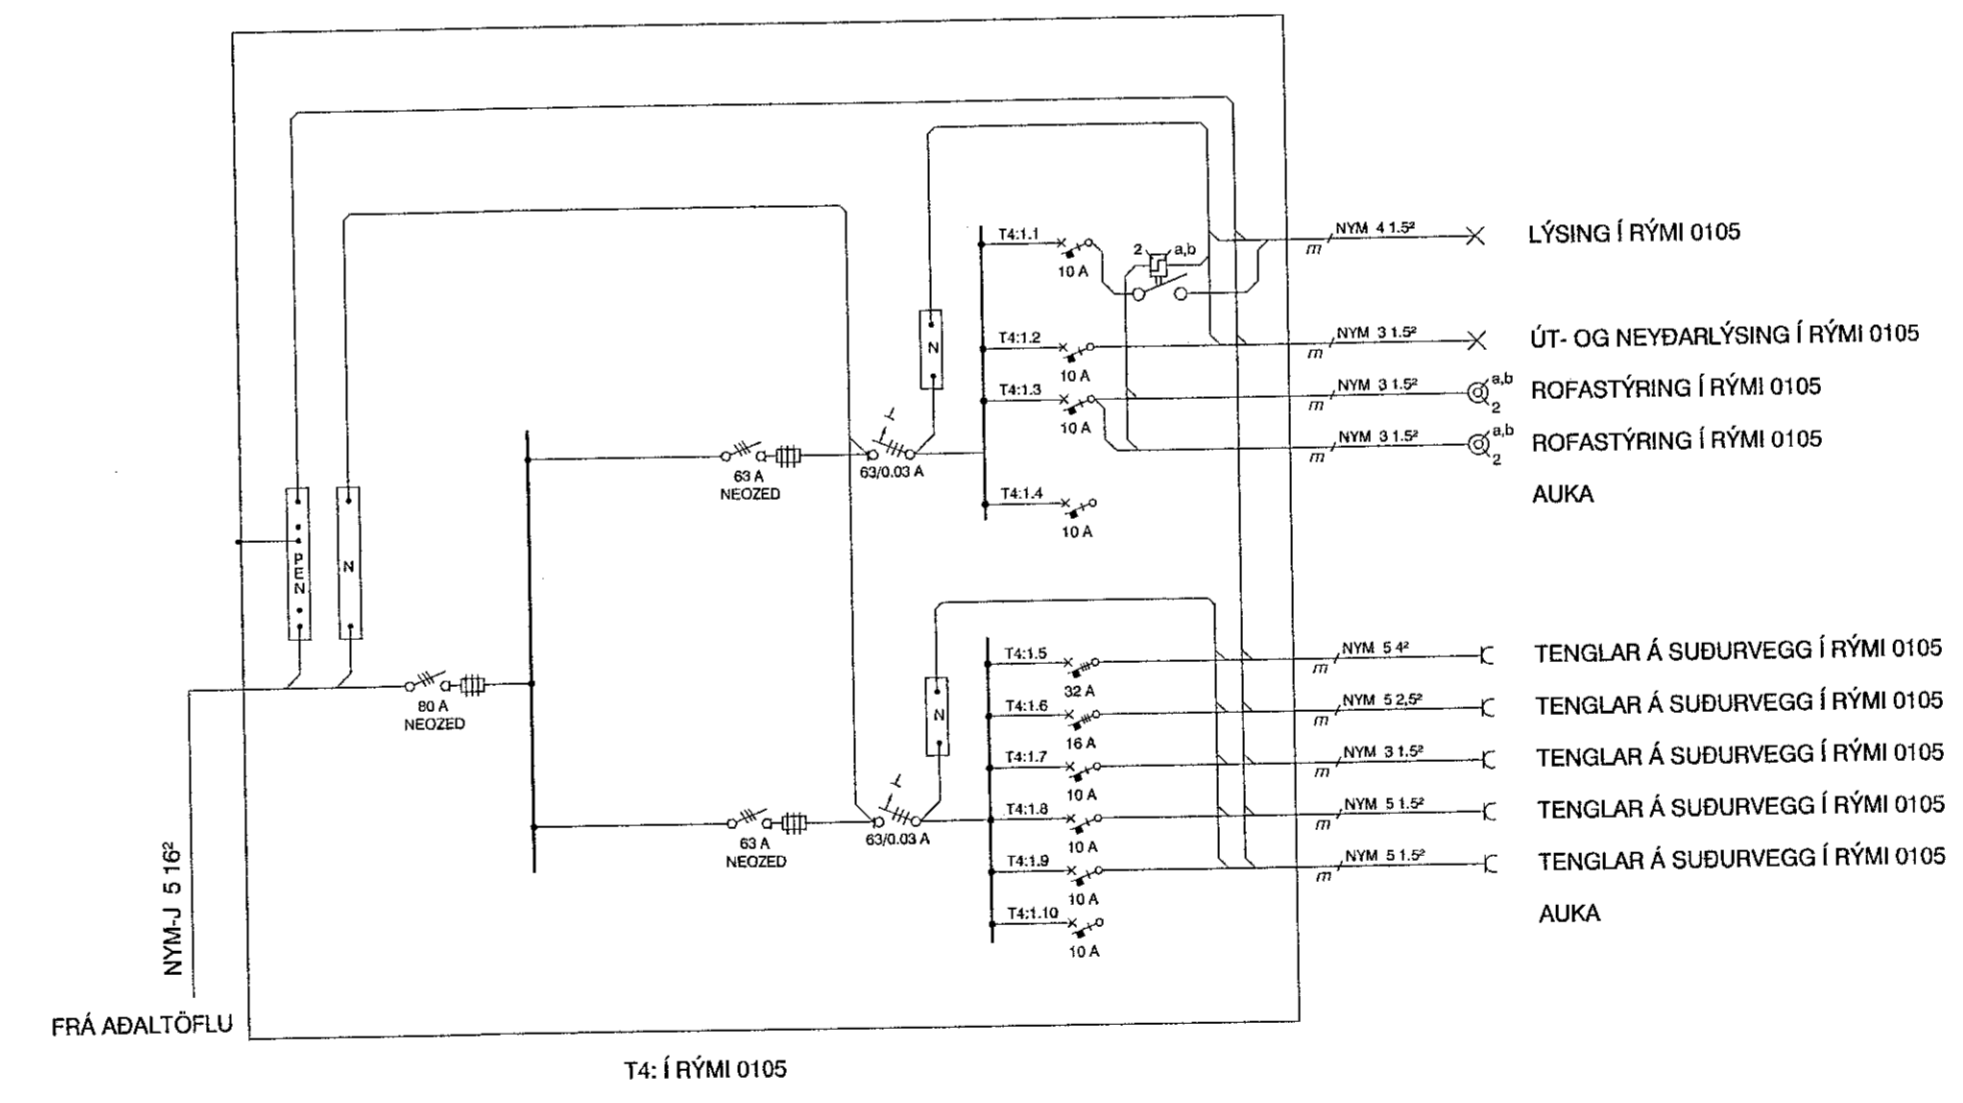 T4:1.1
10 A
2 a,b
m
NYM 4 1.5²
LÝSING Í RÝMI 0105
N
T4:1.2
10 A
m
NYM 3 1.5²
ÚT- OG NEYÐARLÝSING Í RÝMI 0105
T4:1.3
10 A
m
NYM 3 1.5²
a,b
2
ROFASTÝRING Í RÝMI 0105
m
NYM 3 1.5²
a,b
2
ROFASTÝRING Í RÝMI 0105
63 A
NEOZED
63/0.03 A
T4:1.4
10 A
AUKA
PEN
N
80 A
NEOZED
T4:1.5
32 A
m
NYM 5 4²
TENGLAR Á SUÐURVEGG Í RÝMI 0105
N
T4:1.6
16 A
m
NYM 5 2,5²
TENGLAR Á SUÐURVEGG Í RÝMI 0105
T4:1.7
10 A
m
NYM 3 1.5²
TENGLAR Á SUÐURVEGG Í RÝMI 0105
63 A
NEOZED
63/0.03 A
T4:1.8
10 A
m
NYM 5 1.5²
TENGLAR Á SUÐURVEGG Í RÝMI 0105
T4:1.9
10 A
m
NYM 5 1.5²
TENGLAR Á SUÐURVEGG Í RÝMI 0105
T4:1.10
10 A
AUKA
NYM-J 5 16²
FRÁ AÐALTÖFLU
T4: Í RÝMI 0105